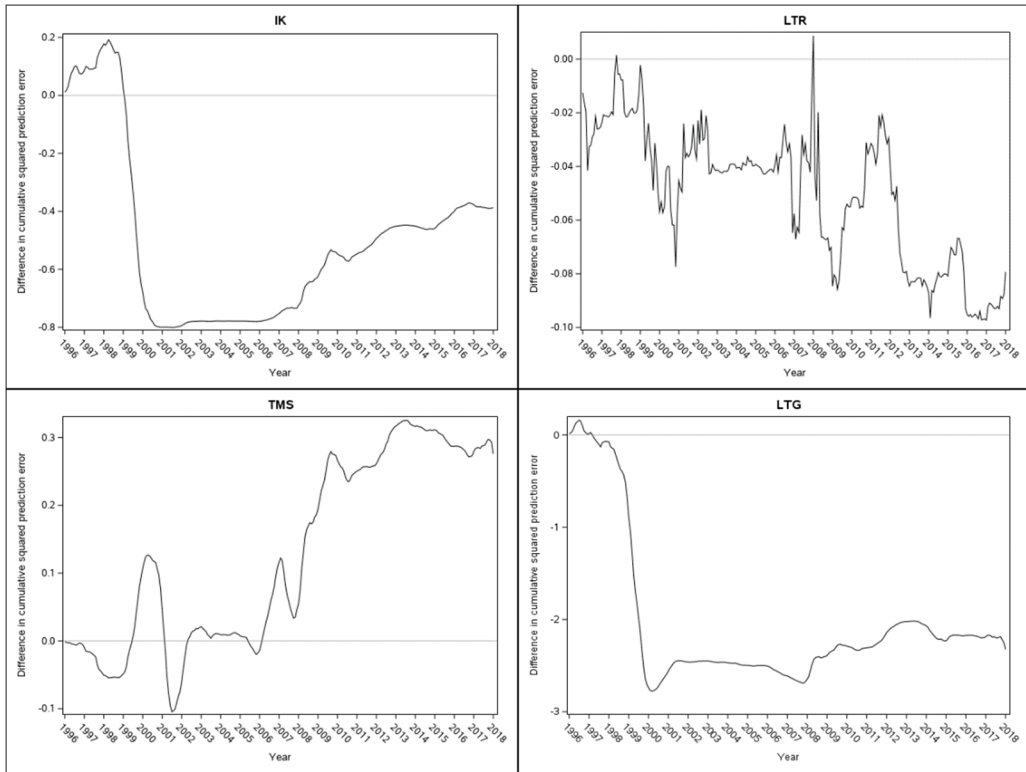 IK
Difference in cumulative squared prediction error
0.2
0.0
-0.2
-0.4
-0.6
-0.8
1996 1997 1998 1999 2000 2001 2002 2003 2004 2005 2006 2007 2008 2009 2010 2011 2012 2013 2014 2015 2016 2017 2018
Year
LTR
Difference in cumulative squared prediction error
0.00
-0.02
-0.04
-0.06
-0.08
-0.10
1996 1997 1998 1999 2000 2001 2002 2003 2004 2005 2006 2007 2008 2009 2010 2011 2012 2013 2014 2015 2016 2017 2018
Year
TMS
Difference in cumulative squared prediction error
0.3
0.2
0.1
0.0
-0.1
1996 1997 1998 1999 2000 2001 2002 2003 2004 2005 2006 2007 2008 2009 2010 2011 2012 2013 2014 2015 2016 2017 2018
Year
LTG
Difference in cumulative squared prediction error
0
-1
-2
-3
1996 1997 1998 1999 2000 2001 2002 2003 2004 2005 2006 2007 2008 2009 2010 2011 2012 2013 2014 2015 2016 2017 2018
Year